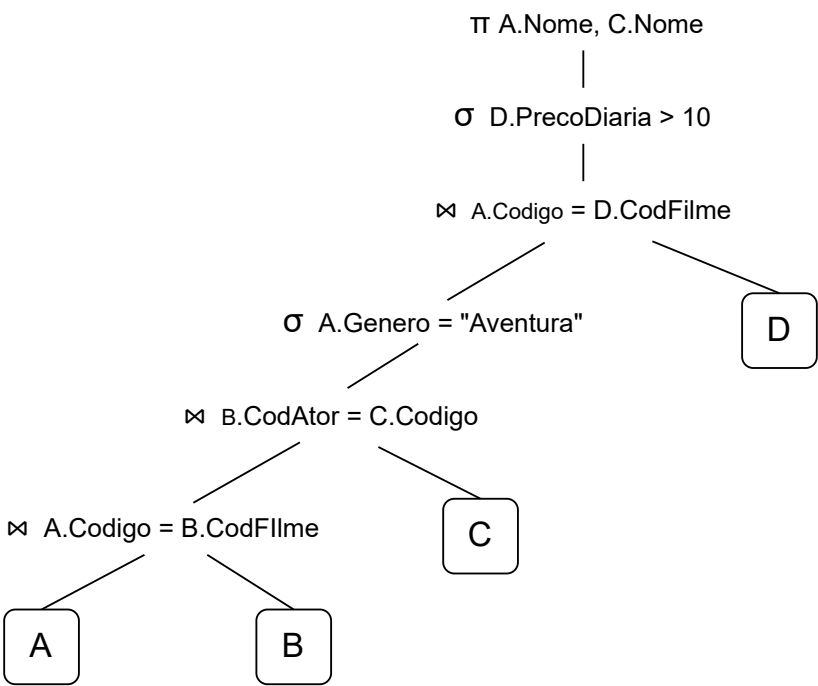 π A.Nome, C.Nome
σ D.PrecoDiaria > 10
⋈ A.Codigo = D.CodFilme
σ A.Genero = "Aventura"
D
⋈ B.CodAtor = C.Codigo
⋈ A.Codigo = B.CodFIlme
C
A
B